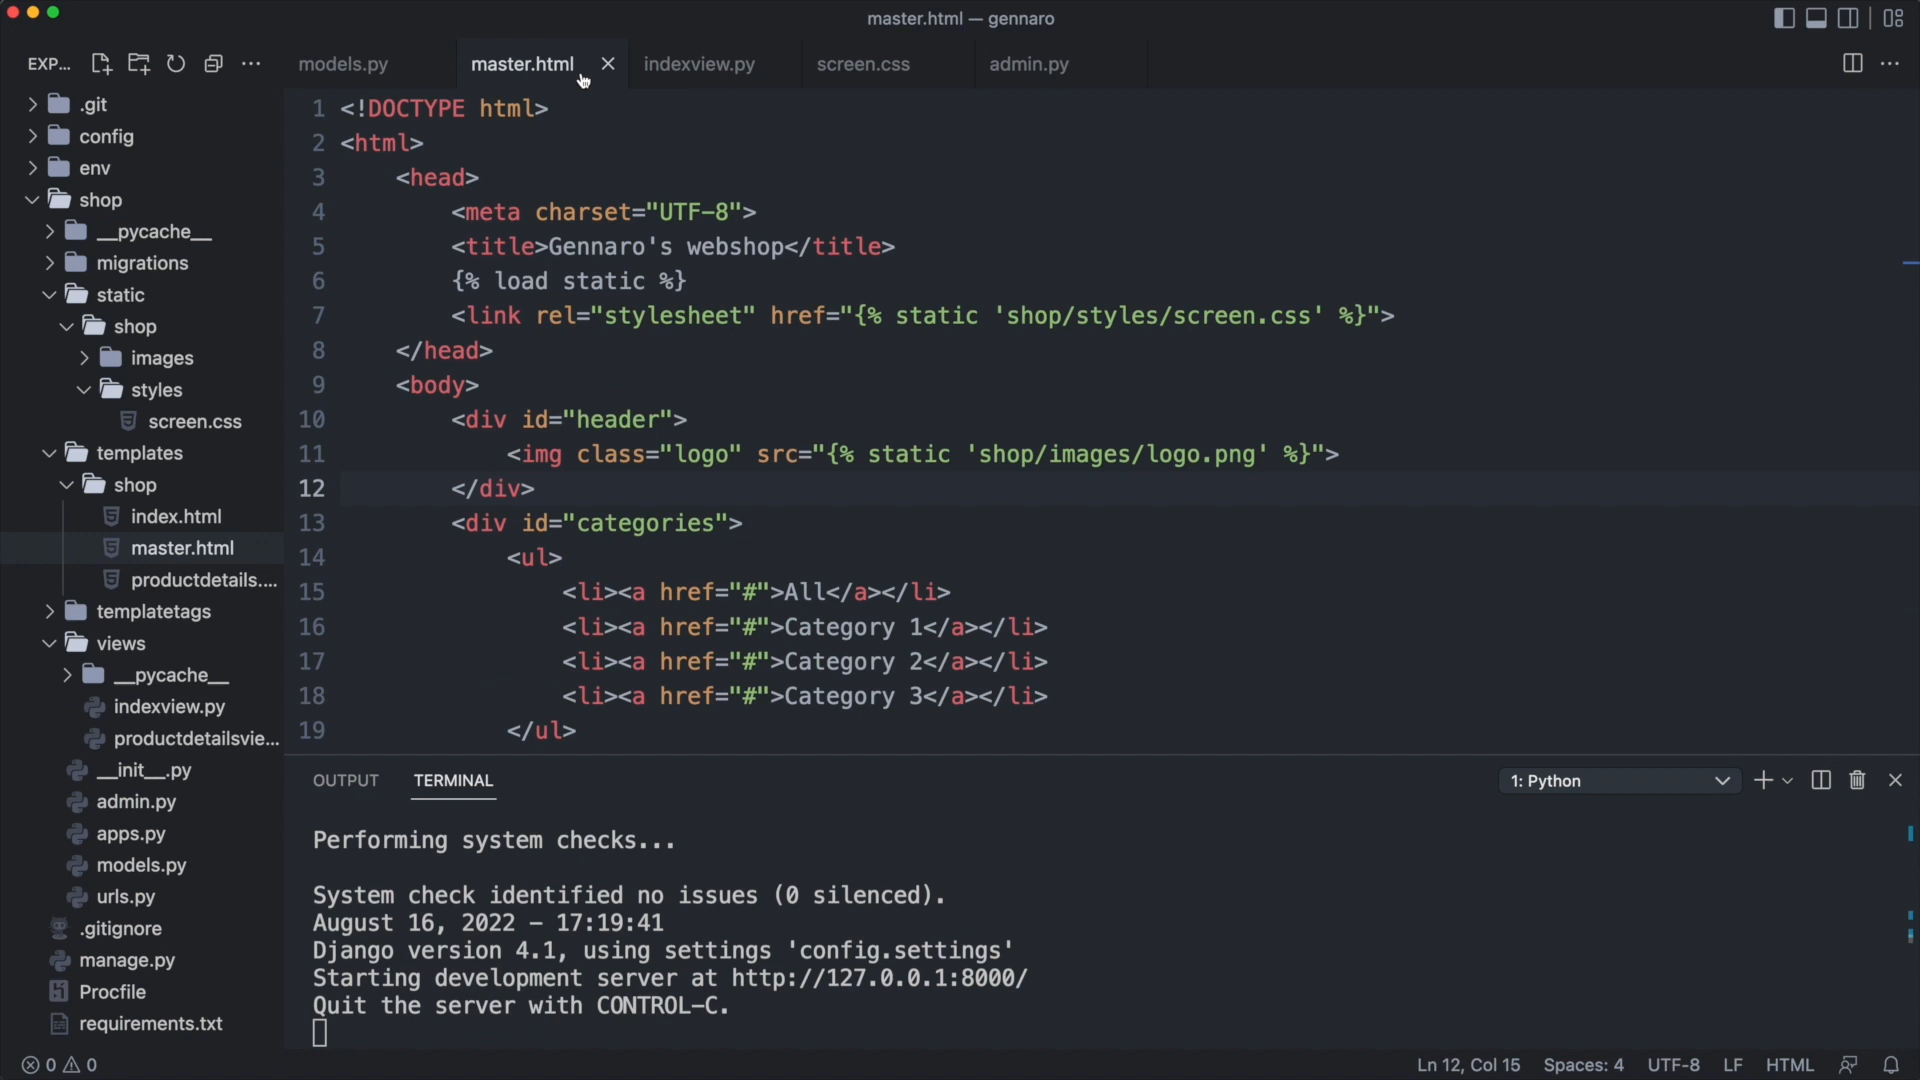 master.html — gennaro
EXP...
models.py
master.html
indexview.py
screen.css
admin.py
.git
config
env
shop
__pycache__
migrations
static
shop
images
styles
screen.css
templates
shop
index.html
master.html
productdetails....
templatetags
views
__pycache__
indexview.py
productdetailsvie...
__init__.py
admin.py
apps.py
models.py
urls.py
.gitignore
manage.py
Procfile
requirements.txt
1 <!DOCTYPE html>
2 <html>
3 <head>
4 <meta charset="UTF-8">
5 <title>Gennaro's webshop</title>
6 {% load static %}
7 <link rel="stylesheet" href="{% static 'shop/styles/screen.css' %}">
8 </head>
9 <body>
10 <div id="header">
11 <img class="logo" src="{% static 'shop/images/logo.png' %}">
12 </div>
13 <div id="categories">
14 <ul>
15 <li><a href="#">All</a></li>
16 <li><a href="#">Category 1</a></li>
17 <li><a href="#">Category 2</a></li>
18 <li><a href="#">Category 3</a></li>
19 </ul>
OUTPUT
TERMINAL
1: Python
Performing system checks...
System check identified no issues (0 silenced).
August 16, 2022 – 17:19:41
Django version 4.1, using settings 'config.settings'
Starting development server at http://127.0.0.1:8000/
Quit the server with CONTROL-C.
0
0
Ln 12, Col 15
Spaces: 4
UTF-8
LF
HTML